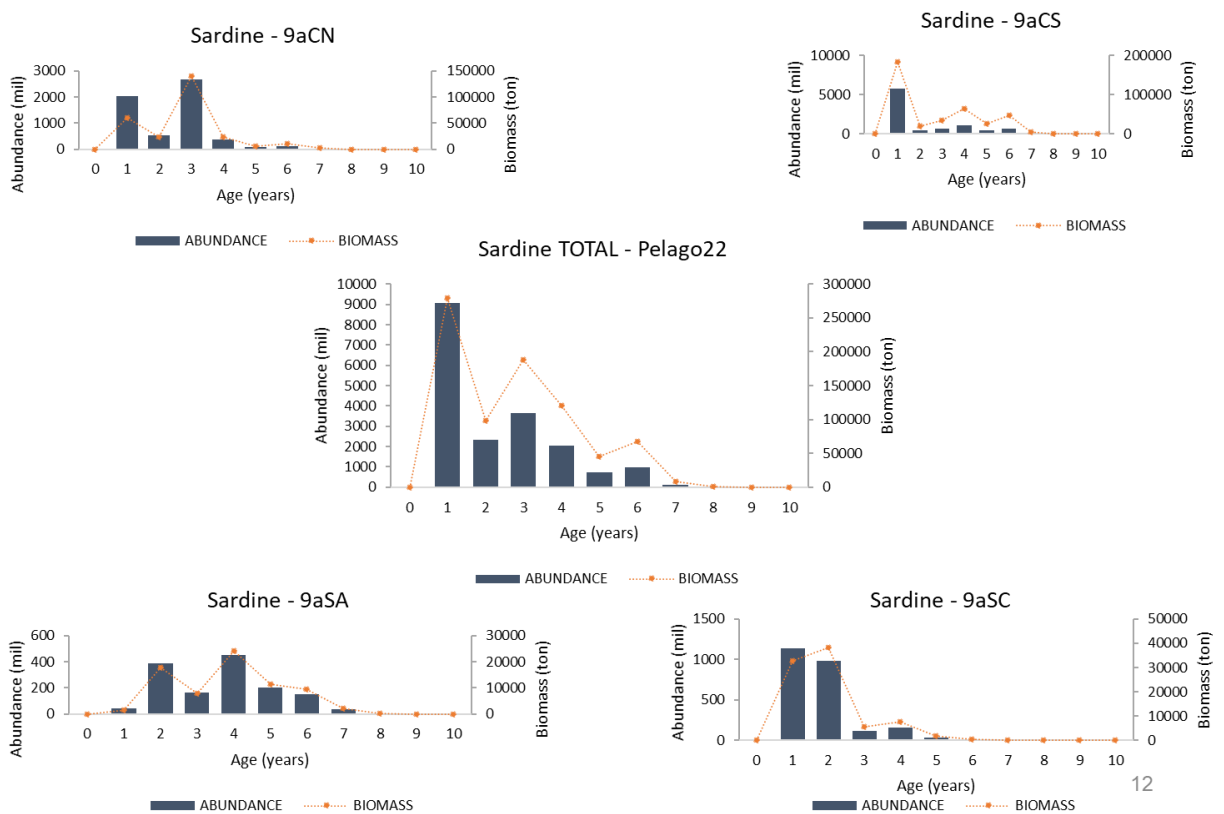 Sardine - 9aCN
Abundance (mil)
3000
2000
1000
0
150000
100000
50000
0
Biomass (ton)
0 1 2 3 4 5 6 7 8 9 10
Age (years)
ABUNDANCE BIOMASS
Sardine - 9aCS
Abundance (mil)
10000
5000
0
200000
100000
0
Biomass (ton)
0 1 2 3 4 5 6 7 8 9 10
Age (years)
ABUNDANCE BIOMASS
Sardine TOTAL - Pelago22
Abundance (mil)
10000
9000
8000
7000
6000
5000
4000
3000
2000
1000
0
300000
250000
200000
150000
100000
50000
0
Biomass (ton)
0 1 2 3 4 5 6 7 8 9 10
Age (years)
ABUNDANCE BIOMASS
Sardine - 9aSA
Abundance (mil)
600
400
200
0
30000
20000
10000
0
Biomass (ton)
0 1 2 3 4 5 6 7 8 9 10
Age (years)
ABUNDANCE BIOMASS
Sardine - 9aSC
Abundance (mil)
1500
1000
500
0
50000
40000
30000
20000
10000
0
Biomass (ton)
0 1 2 3 4 5 6 7 8 9 10
Age (years)
ABUNDANCE BIOMASS
12